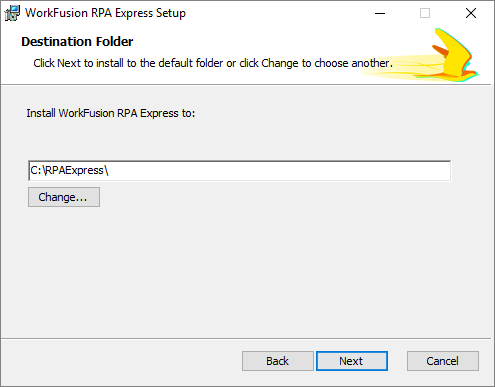 WorkFusion RPA Express Setup
Destination Folder
Click Next to install to the default folder or click Change to choose another.
Install WorkFusion RPA Express to:
C:\RPAExpress\
Change...
Back
Next
Cancel